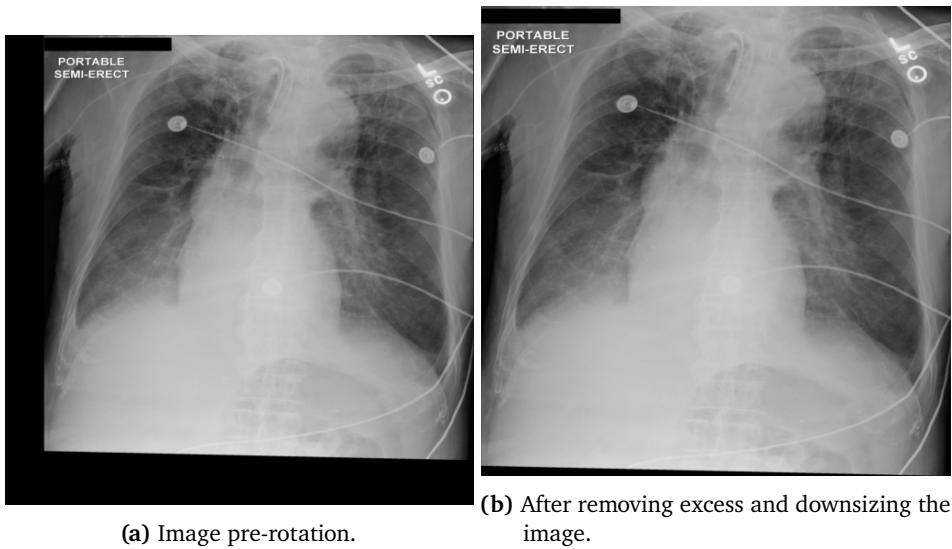 PORTABLE
SEMI-ERECT
L
SC
PORTABLE
SEMI-ERECT
L
SC
(a) Image pre-rotation.
(b) After removing excess and downsizing the
image.